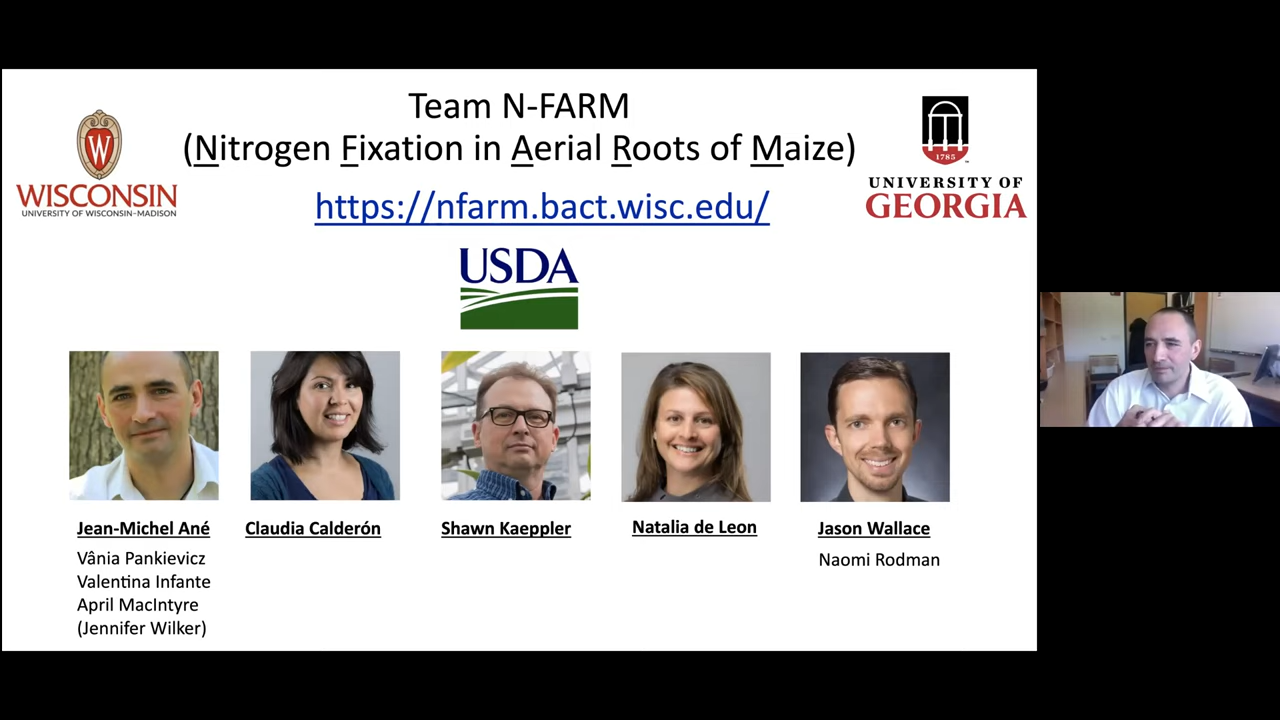 Team N-FARM
(Nitrogen Fixation in Aerial Roots of Maize)
https://nfarm.bact.wisc.edu/
W
WISCONSIN
UNIVERSITY OF WISCONSIN–MADISON
1785
UNIVERSITY OF
GEORGIA
USDA
Jean-Michel Ané
Vânia Pankievicz
Valentina Infante
April MacIntyre
(Jennifer Wilker)
Claudia Calderón
Shawn Kaeppler
Natalia de Leon
Jason Wallace
Naomi Rodman